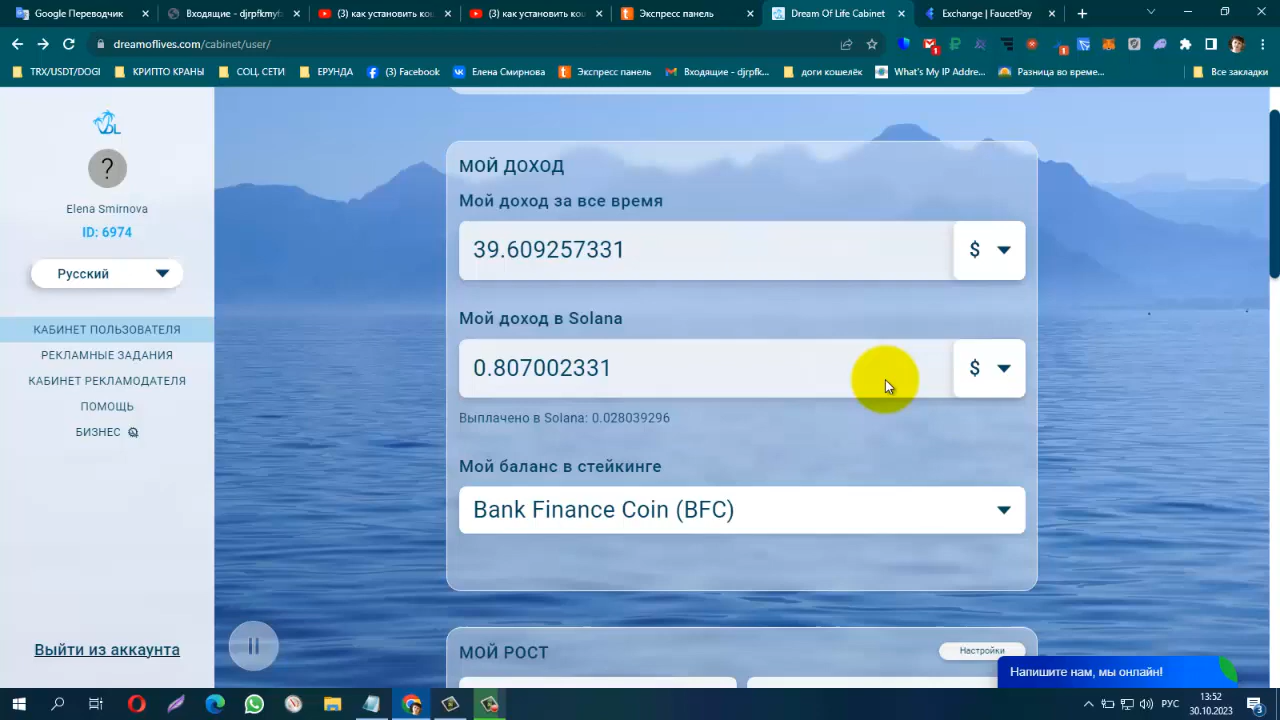 Google Переводчик
Входящие - djrpfkmyf
(3) как установить кош
(3) как установить кош
Экспресс панель
Dream Of Life Cabinet
Exchange | FaucetPay
dreamoflives.com/cabinet/user/
TRX/USDT/DOGI
КРИПТО КРАНЫ
СОЦ. СЕТИ
ЕРУНДА
(3) Facebook
Елена Смирнова
Экспресс панель
Входящие - djrpfk...
доги кошелёк
What's My IP Addre...
Разница во време...
Все закладки
?
Elena Smirnova
ID: 6974
Русский
КАБИНЕТ ПОЛЬЗОВАТЕЛЯ
РЕКЛАМНЫЕ ЗАДАНИЯ
КАБИНЕТ РЕКЛАМОДАТЕЛЯ
ПОМОЩЬ
БИЗНЕС
Выйти из аккаунта
МОЙ ДОХОД
Мой доход за все время
39.609257331
$
Мой доход в Solana
0.807002331
$
Выплачено в Solana: 0.028039296
Мой баланс в стейкинге
Bank Finance Coin (BFC)
МОЙ РОСТ
Настройки
Напишите нам, мы онлайн!
РУС
13:52
30.10.2023
3